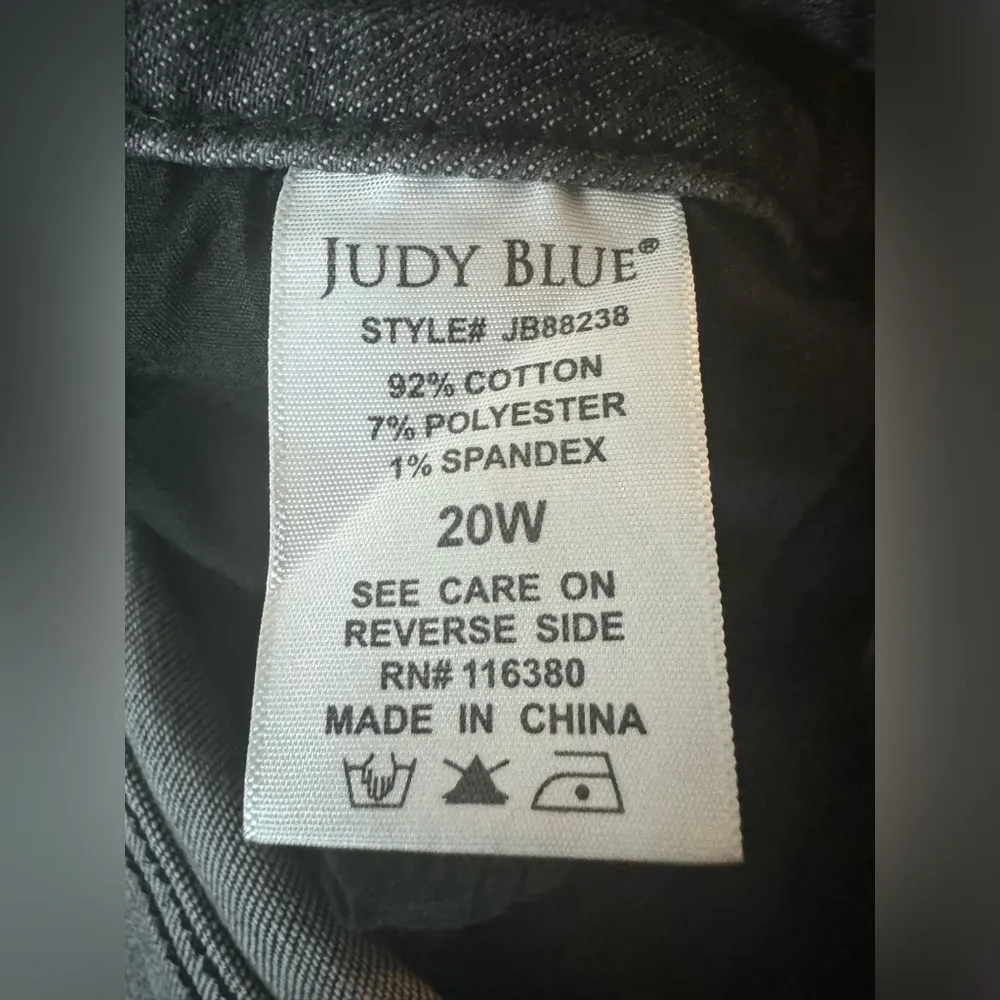 JUDY BLUE®
STYLE# JB88238
92% COTTON
7% POLYESTER
1% SPANDEX
20W
SEE CARE ON
REVERSE SIDE
RN# 116380
MADE IN CHINA